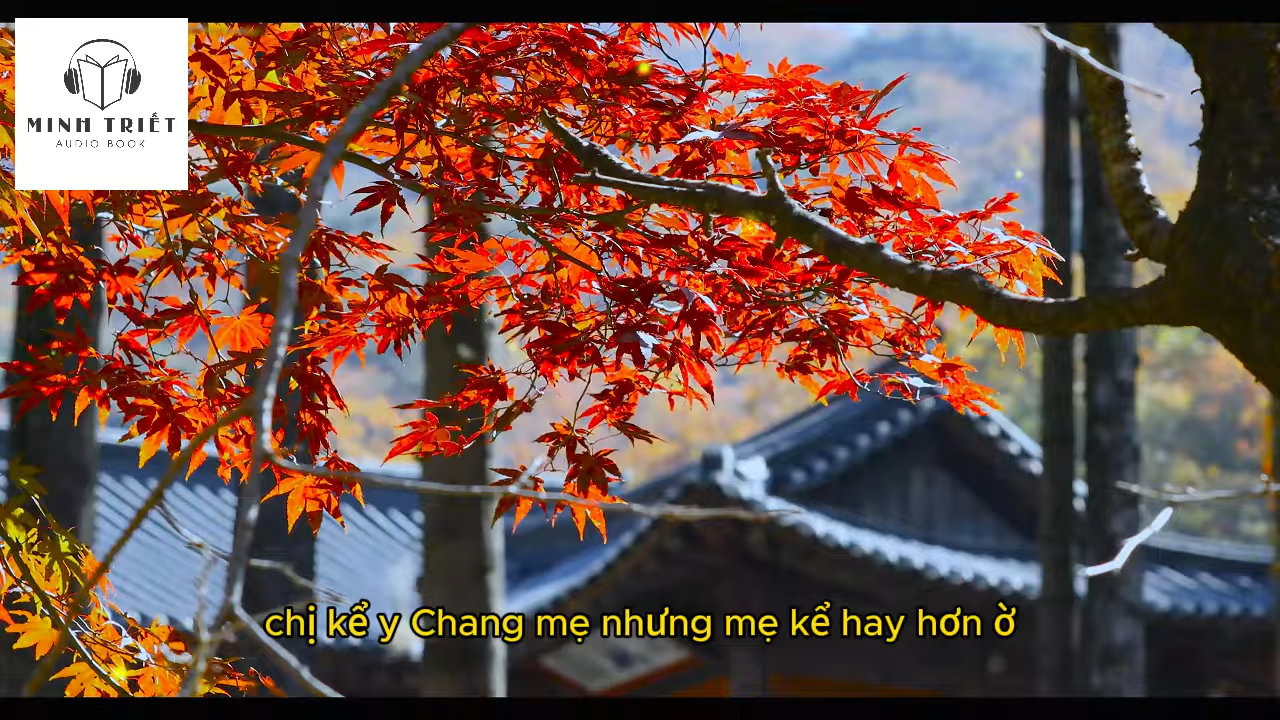 MINH TRIẾT
AUDIO BOOK
chị kể y Chang mẹ nhưng mẹ kể hay hơn ờ